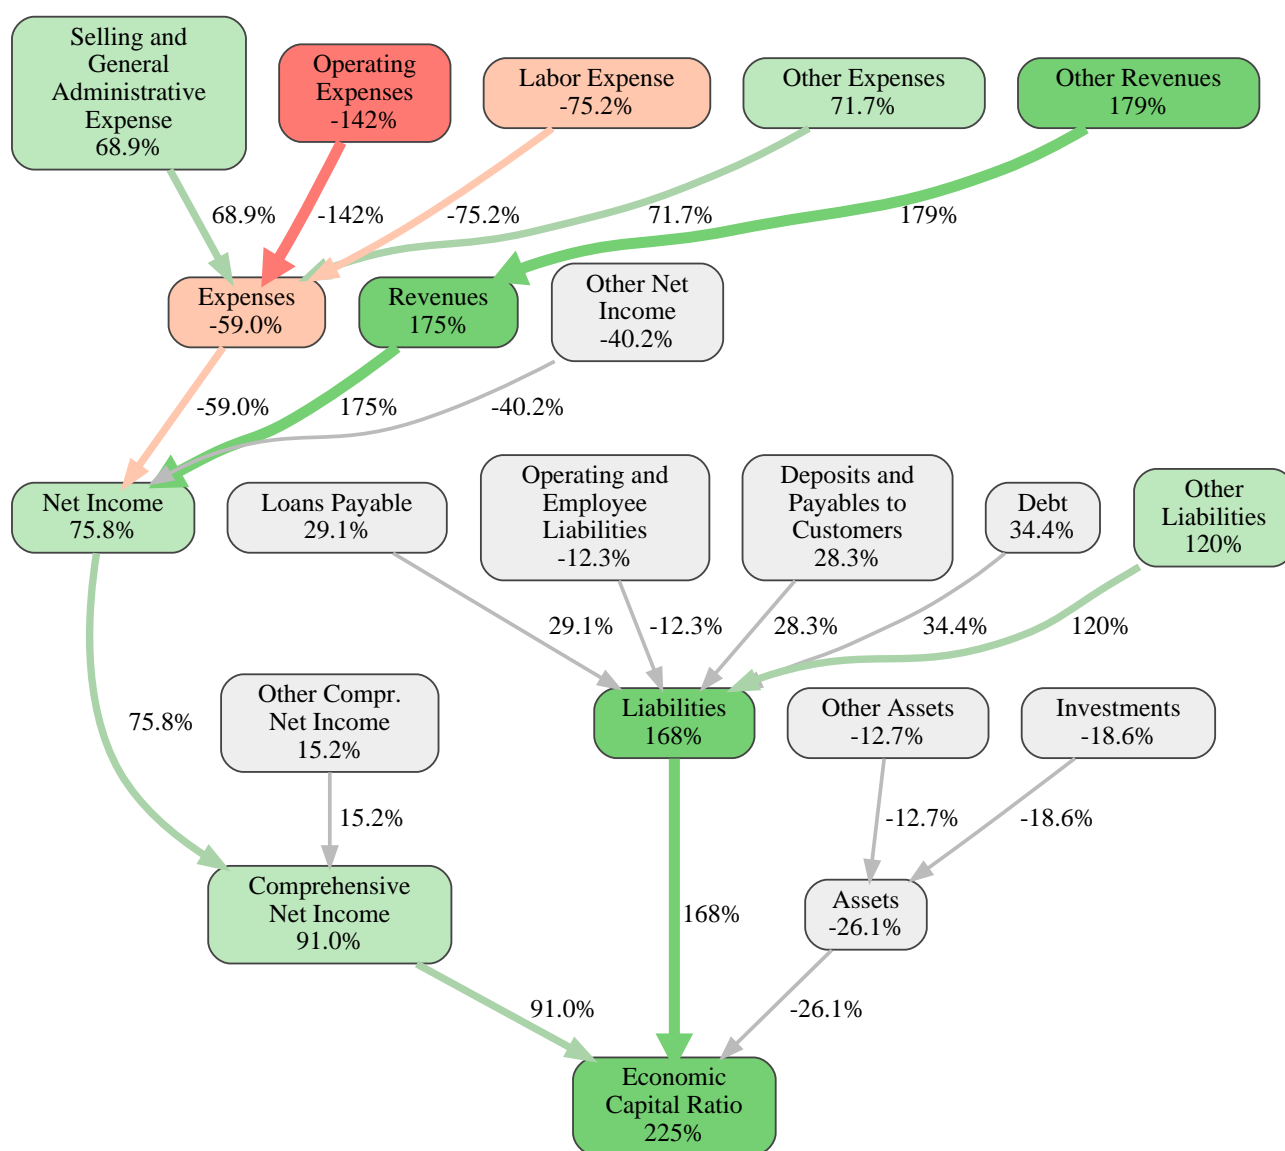 Selling and
General
Administrative
Expense
68.9%
Operating
Expenses
-142%
Labor Expense
-75.2%
Other Expenses
71.7%
Other Revenues
179%
68.9%
-142%
-75.2%
71.7%
179%
Expenses
-59.0%
Revenues
175%
Other Net
Income
-40.2%
-59.0%
175%
-40.2%
Net Income
75.8%
Loans Payable
29.1%
Operating and
Employee
Liabilities
-12.3%
Deposits and
Payables to
Customers
28.3%
Debt
34.4%
Other
Liabilities
120%
29.1%
-12.3%
28.3%
34.4%
120%
75.8%
Other Compr.
Net Income
15.2%
Liabilities
168%
Other Assets
-12.7%
Investments
-18.6%
15.2%
-12.7%
-18.6%
Comprehensive
Net Income
91.0%
168%
Assets
-26.1%
91.0%
-26.1%
Economic
Capital Ratio
225%